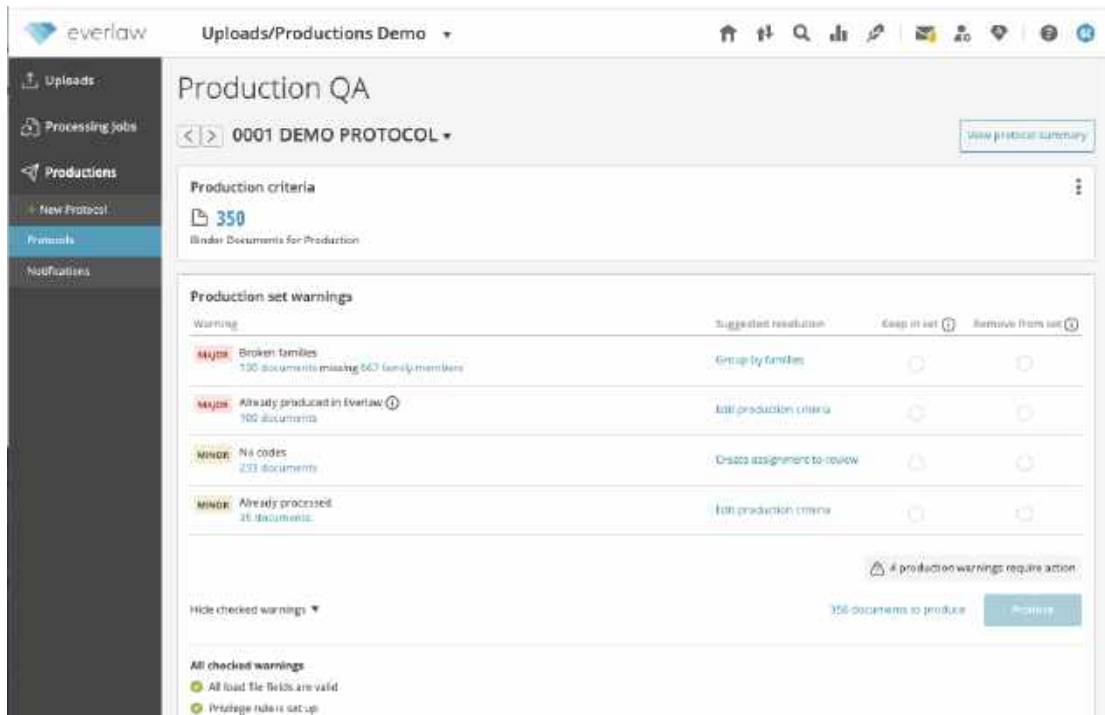 everlaw
Uploads/Productions Demo
Uploads
Processing Jobs
Productions
+ New Protocol
Protocols
Notifications
Production QA
< > 0001 DEMO PROTOCOL
View protocol summary
Production criteria
350
Binder Documents for Production
Production set warnings
Warning Suggested resolution Keep in set Remove from set
MAJOR Broken families Group by families
documents missing 667 family members
MAJOR Already produced in Everlaw Edit production criteria
100 documents
MINOR No codes Create assignment to review
233 documents
MINOR Already processed Edit production criteria
documents
4 production warnings require action
Hide checked warnings 350 documents to produce Produce
All checked warnings
All load file fields are valid
Privilege rule is set up